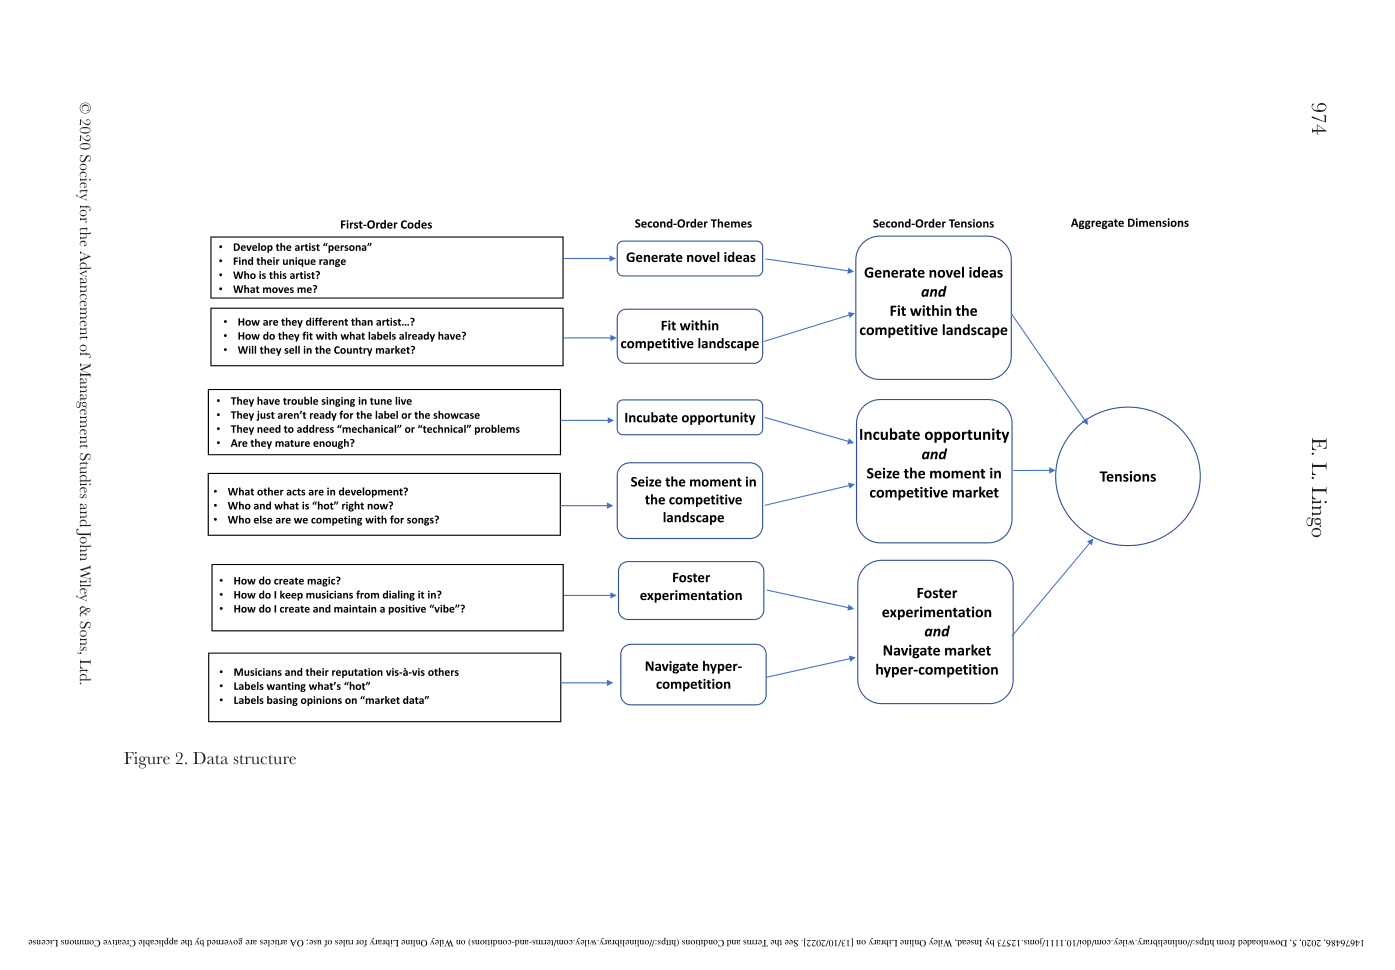 974
E. L. Lingo
First-Order Codes
Second-Order Themes
Second-Order Tensions
Aggregate Dimensions
• Develop the artist “persona”
• Find their unique range
• Who is this artist?
• What moves me?
Generate novel ideas
• How are they different than artist…?
• How do they fit with what labels already have?
• Will they sell in the Country market?
Fit within
competitive landscape
Generate novel ideas
and
Fit within the
competitive landscape
• They have trouble singing in tune live
• They just aren’t ready for the label or the showcase
• They need to address “mechanical” or “technical” problems
• Are they mature enough?
Incubate opportunity
• What other acts are in development?
• Who and what is “hot” right now?
• Who else are we competing with for songs?
Seize the moment in
the competitive
landscape
Incubate opportunity
and
Seize the moment in
competitive market
Tensions
• How do create magic?
• How do I keep musicians from dialing it in?
• How do I create and maintain a positive “vibe”?
Foster
experimentation
• Musicians and their reputation vis-à-vis others
• Labels wanting what’s “hot”
• Labels basing opinions on “market data”
Navigate hyper-
competition
Foster
experimentation
and
Navigate market
hyper-competition
Figure 2. Data structure
© 2020 Society for the Advancement of Management Studies and John Wiley & Sons, Ltd.
14676486, 2020, 5, Downloaded from https://onlinelibrary.wiley.com/doi/10.1111/joms.12573 by Insead, Wiley Online Library on [13/10/2022]. See the Terms and Conditions (https://onlinelibrary.wiley.com/terms-and-conditions) on Wiley Online Library for rules of use; OA articles are governed by the applicable Creative Commons License